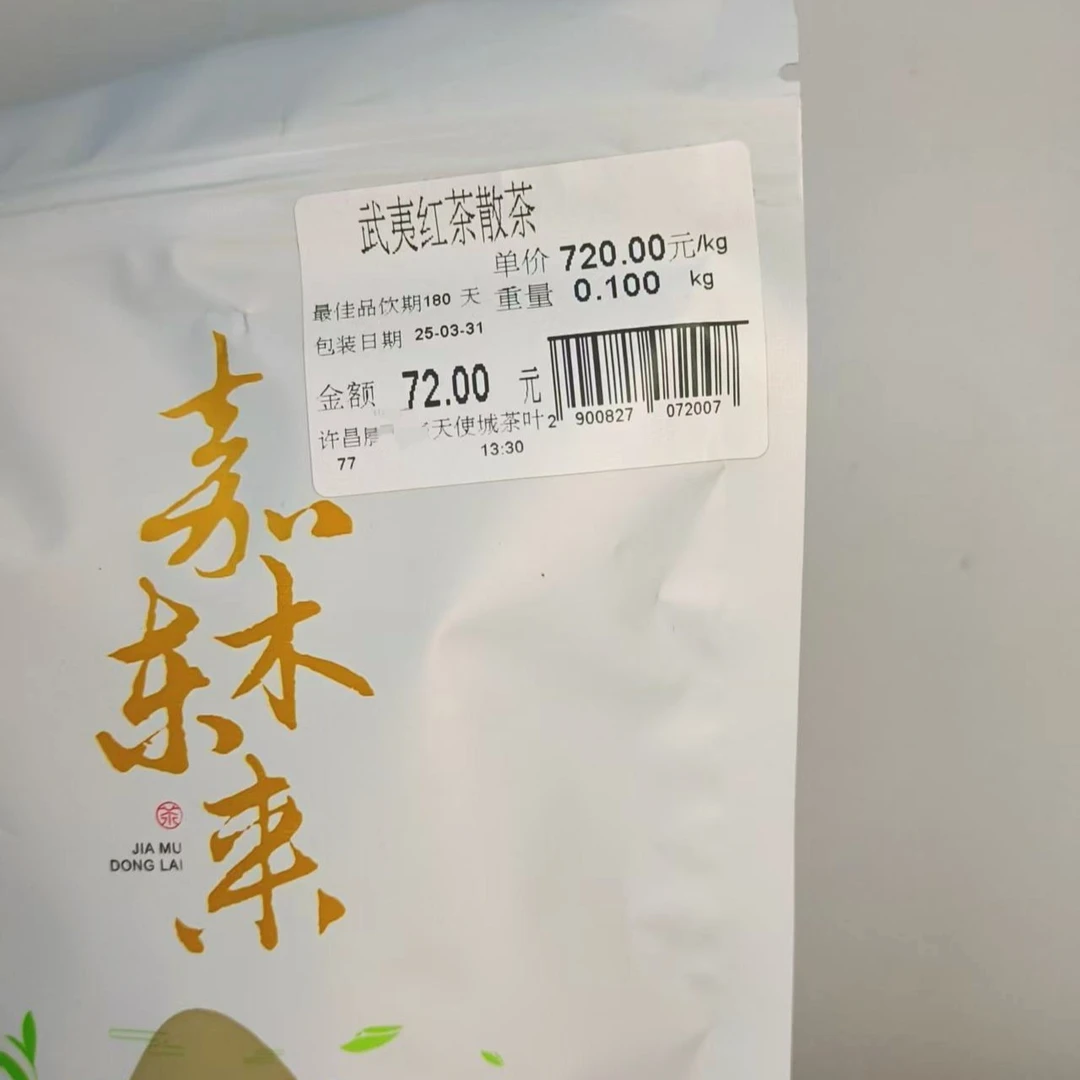 武夷红茶散茶
单价 720.00元/kg
最佳品饮期180 天 重量 0.100 kg
包装日期 25-03-31
金额 72.00 元
许昌 天使城茶叶
77 13:30
2 900827 072007
嘉木
东来
茶
JIA MU
DONG LAI